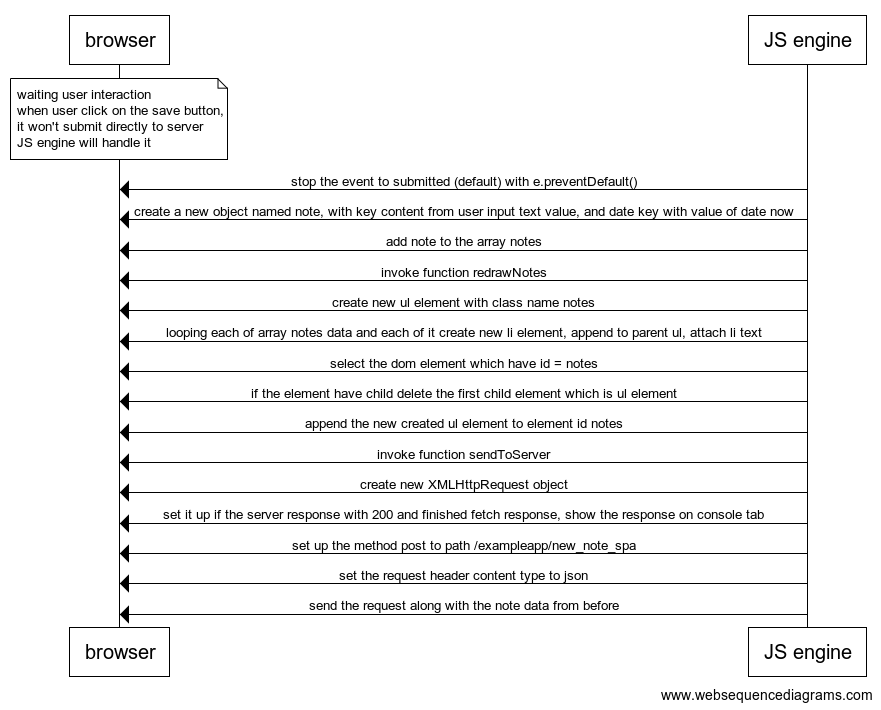 browser
JS engine
waiting user interaction
when user click on the save button,
it won't submit directly to server
JS engine will handle it
stop the event to submitted (default) with e.preventDefault()
create a new object named note, with key content from user input text value, and date key with value of date now
add note to the array notes
invoke function redrawNotes
create new ul element with class name notes
looping each of array notes data and each of it create new li element, append to parent ul, attach li text
select the dom element which have id = notes
if the element have child delete the first child element which is ul element
append the new created ul element to element id notes
invoke function sendToServer
create new XMLHttpRequest object
set it up if the server response with 200 and finished fetch response, show the response on console tab
set up the method post to path /exampleapp/new_note_spa
set the request header content type to json
send the request along with the note data from before
browser
JS engine
www.websequencediagrams.com